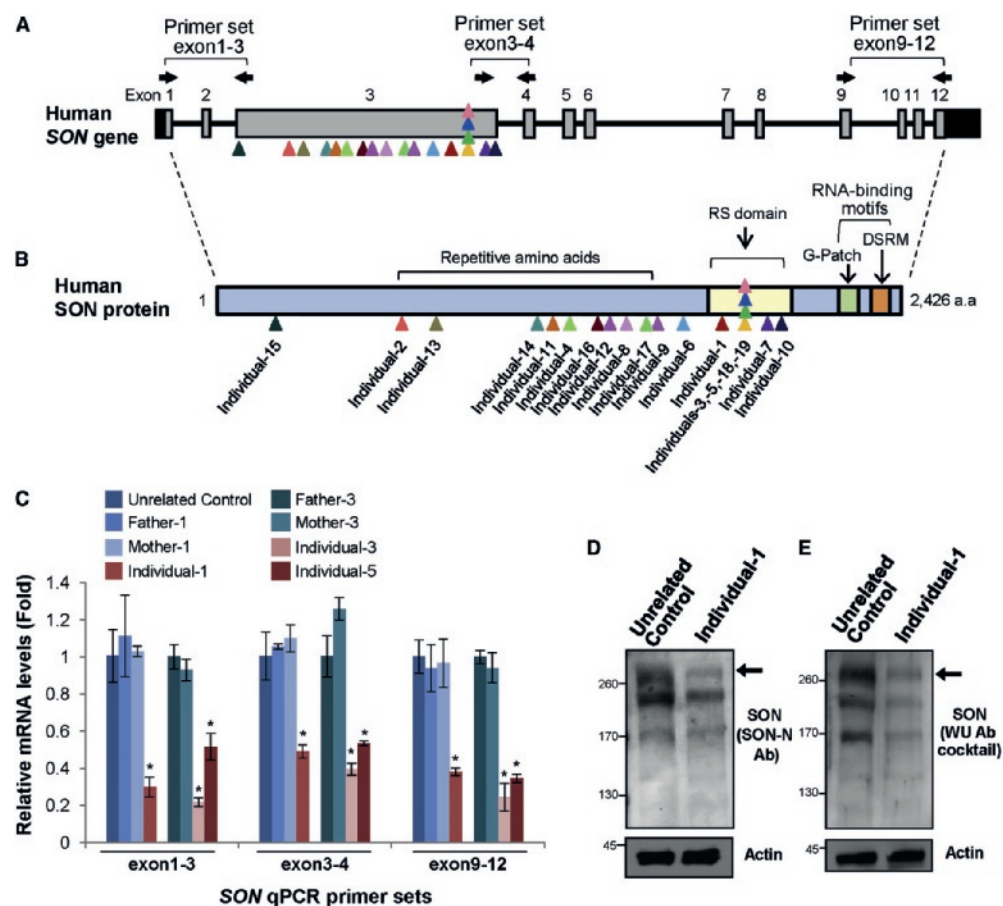 A
Primer set
exon1-3
Primer set
exon3-4
Primer set
exon9-12
Exon 1 2 3 4 5 6 7 8 9 10 11 12
Human
SON gene
B
Repetitive amino acids
RS domain
RNA-binding
motifs
G-Patch
DSRM
Human
SON protein
1
2,426 a.a
Individual-15
Individual-2
Individual-13
Individual-14
Individual-11
Individual-4
Individual-16
Individual-12
Individual-8
Individual-17
Individual-9
Individual-6
Individual-1
Individuals-3,-5,-18,-19
Individual-7
Individual-10
C
Unrelated Control
Father-1
Mother-1
Individual-1
Father-3
Mother-3
Individual-3
Individual-5
Relative mRNA levels (Fold)
1.4
1.2
1
0.8
0.6
0.4
0.2
0
* * * * * * * * *
exon1-3 exon3-4 exon9-12
SON qPCR primer sets
D
Unrelated
Control
Individual-1
260
170
130
SON
(SON-N
Ab)
45
Actin
E
Unrelated
Control
Individual-1
260
170
130
SON
(WU Ab
cocktail)
45
Actin